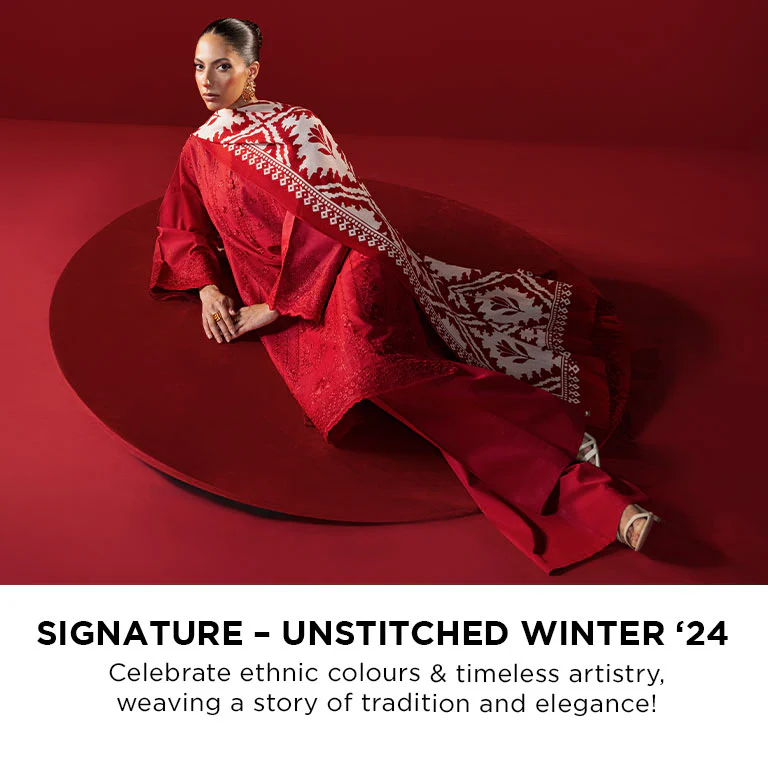 SIGNATURE – UNSTITCHED WINTER ‘24
Celebrate ethnic colours & timeless artistry,
weaving a story of tradition and elegance!